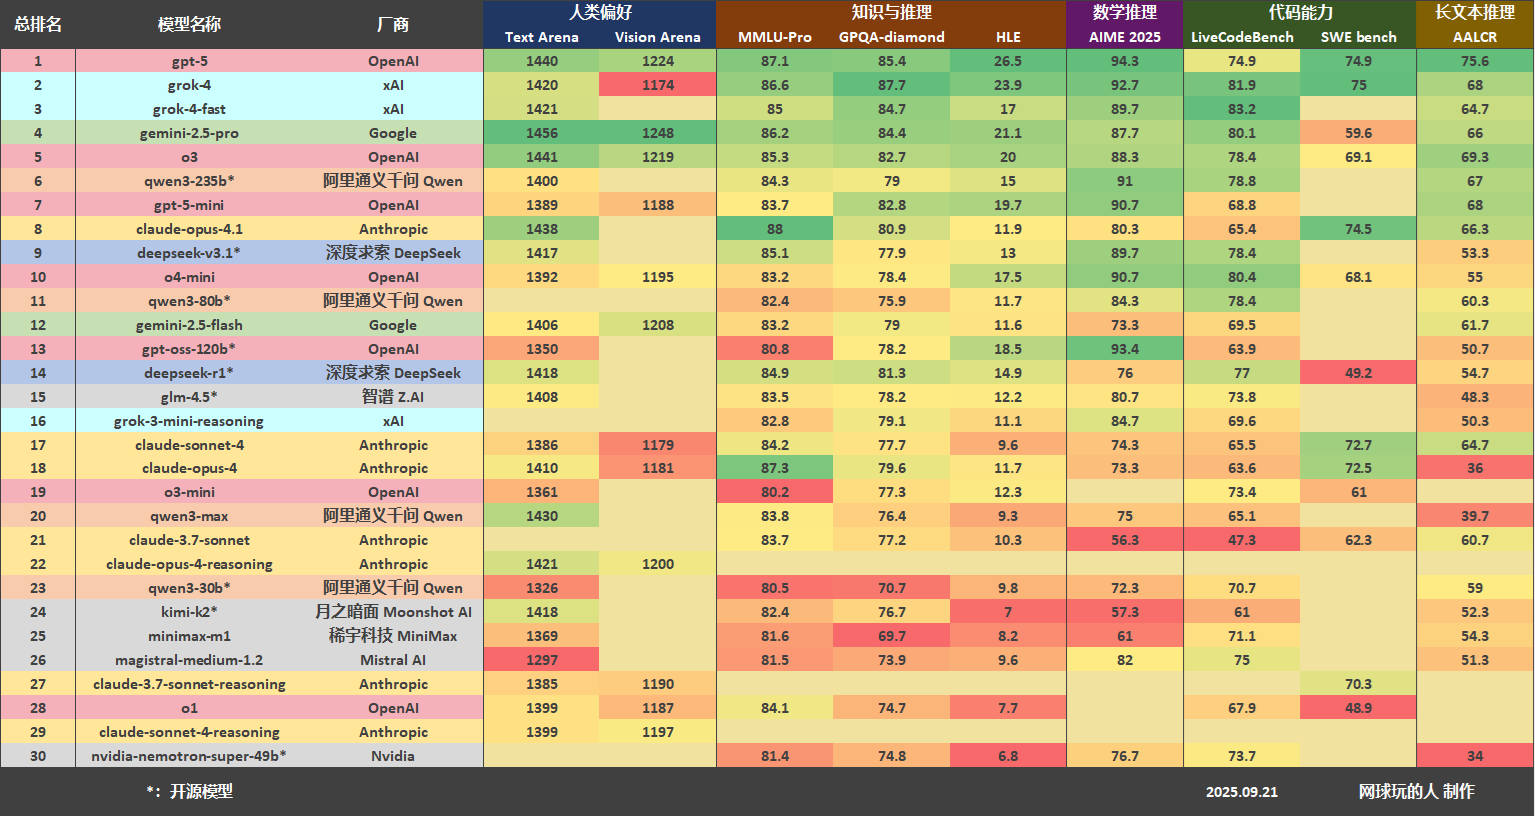 总排名 模型名称 厂商 人类偏好 知识与推理 数学推理 代码能力 长文本推理
Text Arena Vision Arena MMLU-Pro GPQA-diamond HLE AIME 2025 LiveCodeBench SWE bench AALCR
1 gpt-5 OpenAI 1440 1224 87.1 85.4 26.5 94.3 74.9 74.9 75.6
2 grok-4 xAI 1420 1174 86.6 87.7 23.9 92.7 81.9 75 68
3 grok-4-fast xAI 1421 85 84.7 17 89.7 83.2 64.7
4 gemini-2.5-pro Google 1456 1248 86.2 84.4 21.1 87.7 80.1 59.6 66
5 o3 OpenAI 1441 1219 85.3 82.7 20 88.3 78.4 69.1 69.3
6 qwen3-235b* 阿里通义千问 Qwen 1400 84.3 79 15 91 78.8 67
7 gpt-5-mini OpenAI 1389 1188 83.7 82.8 19.7 90.7 68.8 68
8 claude-opus-4.1 Anthropic 1438 88 80.9 11.9 80.3 65.4 74.5 66.3
9 deepseek-v3.1* 深度求索 DeepSeek 1417 85.1 77.9 13 89.7 78.4 53.3
10 o4-mini OpenAI 1392 1195 83.2 78.4 17.5 90.7 80.4 68.1 55
11 qwen3-80b* 阿里通义千问 Qwen 82.4 75.9 11.7 84.3 78.4 60.3
12 gemini-2.5-flash Google 1406 1208 83.2 79 11.6 73.3 69.5 61.7
13 gpt-oss-120b* OpenAI 1350 80.8 78.2 18.5 93.4 63.9 50.7
14 deepseek-r1* 深度求索 DeepSeek 1418 84.9 81.3 14.9 76 77 49.2 54.7
15 glm-4.5* 智谱 Z.AI 1408 83.5 78.2 12.2 80.7 73.8 48.3
16 grok-3-mini-reasoning xAI 82.8 79.1 11.1 84.7 69.6 50.3
17 claude-sonnet-4 Anthropic 1386 1179 84.2 77.7 9.6 74.3 65.5 72.7 64.7
18 claude-opus-4 Anthropic 1410 1181 87.3 79.6 11.7 73.3 63.6 72.5 36
19 o3-mini OpenAI 1361 80.2 77.3 12.3 73.4 61
20 qwen3-max 阿里通义千问 Qwen 1430 83.8 76.4 9.3 75 65.1 39.7
21 claude-3.7-sonnet Anthropic 83.7 77.2 10.3 56.3 47.3 62.3 60.7
22 claude-opus-4-reasoning Anthropic 1421 1200
23 qwen3-30b* 阿里通义千问 Qwen 1326 80.5 70.7 9.8 72.3 70.7 59
24 kimi-k2* 月之暗面 Moonshot AI 1418 82.4 76.7 7 57.3 61 52.3
25 minimax-m1 稀宇科技 MiniMax 1369 81.6 69.7 8.2 61 71.1 54.3
26 magistral-medium-1.2 Mistral AI 1297 81.5 73.9 9.6 82 75 51.3
27 claude-3.7-sonnet-reasoning Anthropic 1385 1190 70.3
28 o1 OpenAI 1399 1187 84.1 74.7 7.7 67.9 48.9
29 claude-sonnet-4-reasoning Anthropic 1399 1197
30 nvidia-nemotron-super-49b* Nvidia 81.4 74.8 6.8 76.7 73.7 34
*：开源模型 2025.09.21 网球玩的人 制作